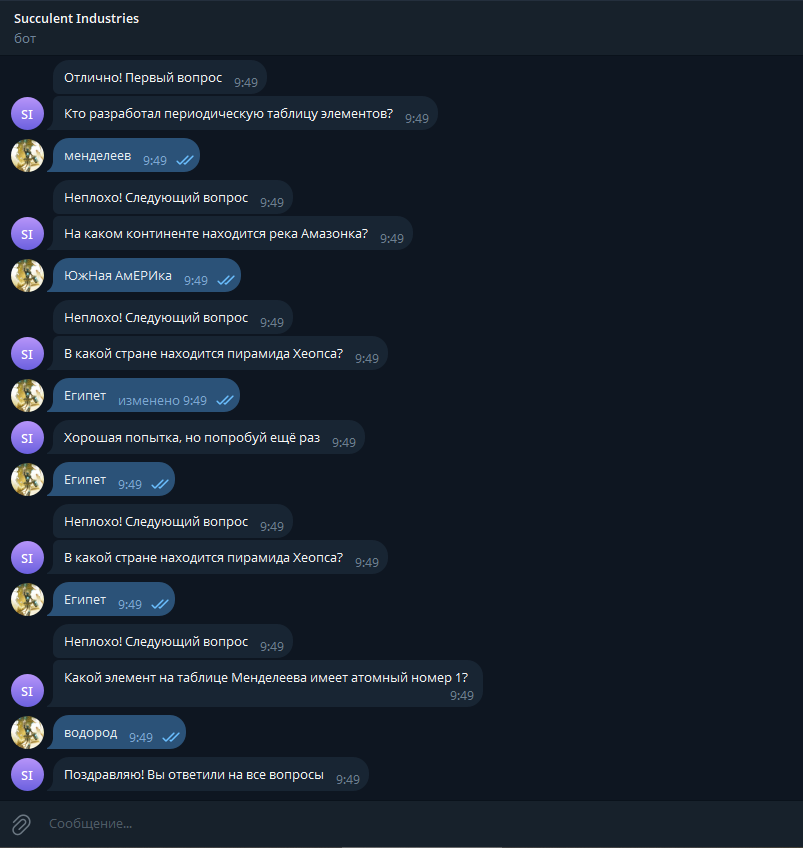 Succulent Industries
бот
Отлично! Первый вопрос 9:49
SI
Кто разработал периодическую таблицу элементов? 9:49
менделеев 9:49
Неплохо! Следующий вопрос 9:49
SI
На каком континенте находится река Амазонка? 9:49
ЮжНая АмЕРИка 9:49
Неплохо! Следующий вопрос 9:49
SI
В какой стране находится пирамида Хеопса? 9:49
Египет изменено 9:49
SI
Хорошая попытка, но попробуй ещё раз 9:49
Египет 9:49
Неплохо! Следующий вопрос 9:49
SI
В какой стране находится пирамида Хеопса? 9:49
Египет 9:49
Неплохо! Следующий вопрос 9:49
Какой элемент на таблице Менделеева имеет атомный номер 1?
SI
9:49
водород 9:49
SI
Поздравляю! Вы ответили на все вопросы 9:49
Сообщение...